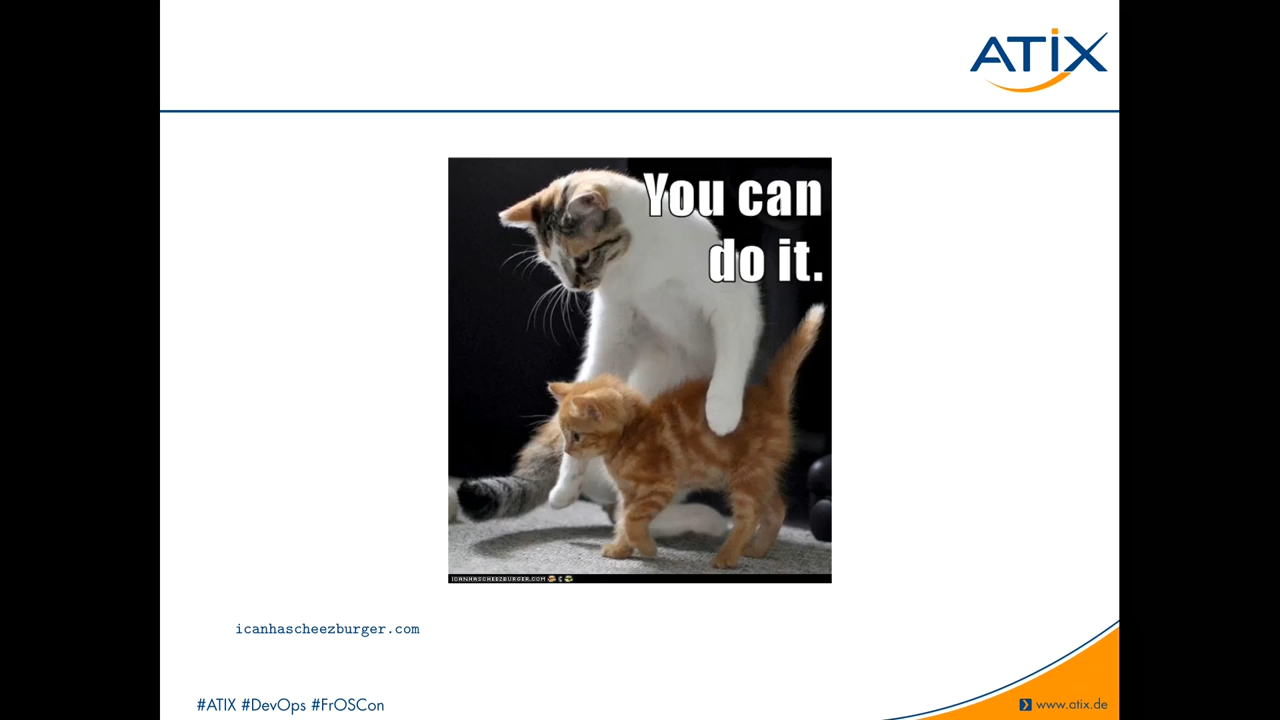 ATIX
You can
do it.
ICANHASCHEEZBURGER.COM
icanhascheezburger.com
#ATIX #DevOps #FrOSCon
www.atix.de